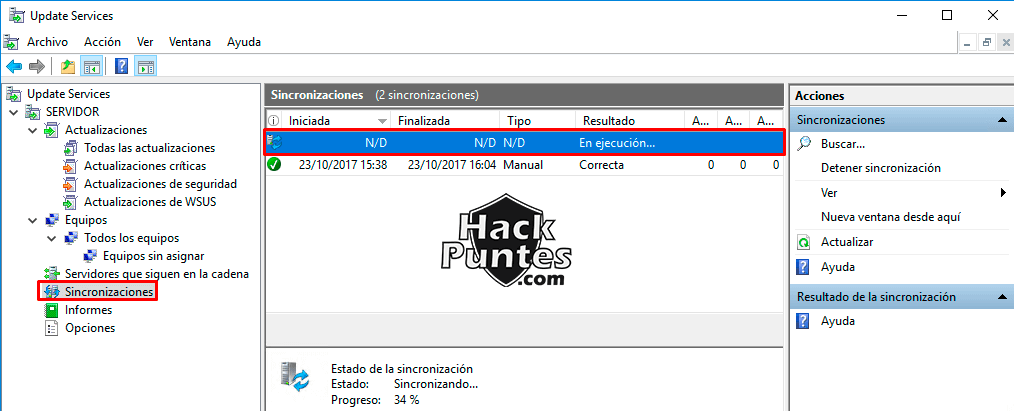 Update Services
Archivo Acción Ver Ventana Ayuda
Update Services
SERVIDOR
Actualizaciones
Todas las actualizaciones
Actualizaciones críticas
Actualizaciones de seguridad
Actualizaciones de WSUS
Equipos
Todos los equipos
Equipos sin asignar
Servidores que siguen en la cadena
Sincronizaciones
Informes
Opciones
Sincronizaciones (2 sincronizaciones)
Iniciada Finalizada Tipo Resultado A... A... A...
N/D N/D N/D En ejecución...
23/10/2017 15:38 23/10/2017 16:04 Manual Correcta 0 0 0
Hack
Puntes
.com
Estado de la sincronización
Estado: Sincronizando...
Progreso: 34 %
Acciones
Sincronizaciones
Buscar...
Detener sincronización
Ver
Nueva ventana desde aquí
Actualizar
Ayuda
Resultado de la sincronización
Ayuda